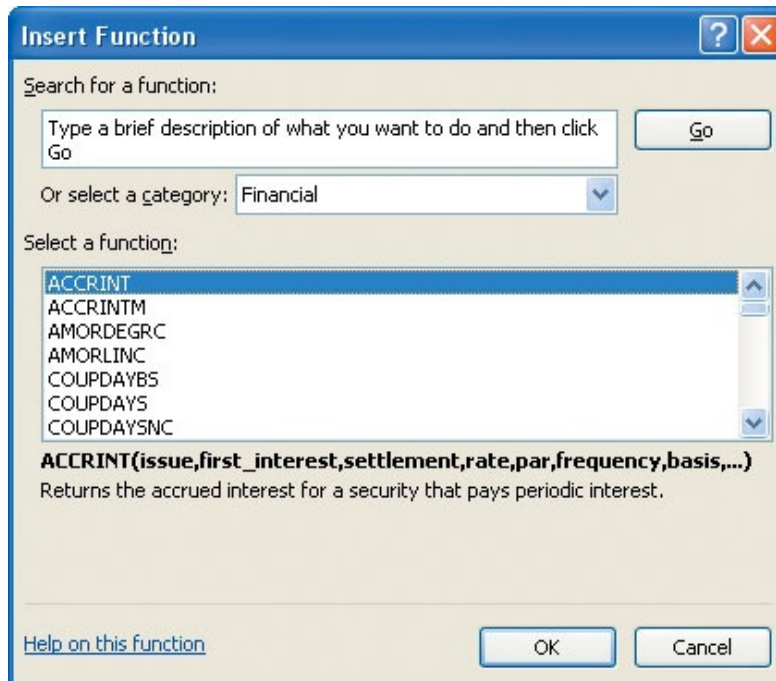 Insert Function
Search for a function:
Type a brief description of what you want to do and then click
Go
Go
Or select a category: Financial
Select a function:
ACCRINT
ACCRINTM
AMORDEGRC
AMORLINC
COUPDAYBS
COUPDAYS
COUPDAYSNC
ACCRINT(issue,first_interest,settlement,rate,par,frequency,basis,...)
Returns the accrued interest for a security that pays periodic interest.
Help on this function
OK Cancel